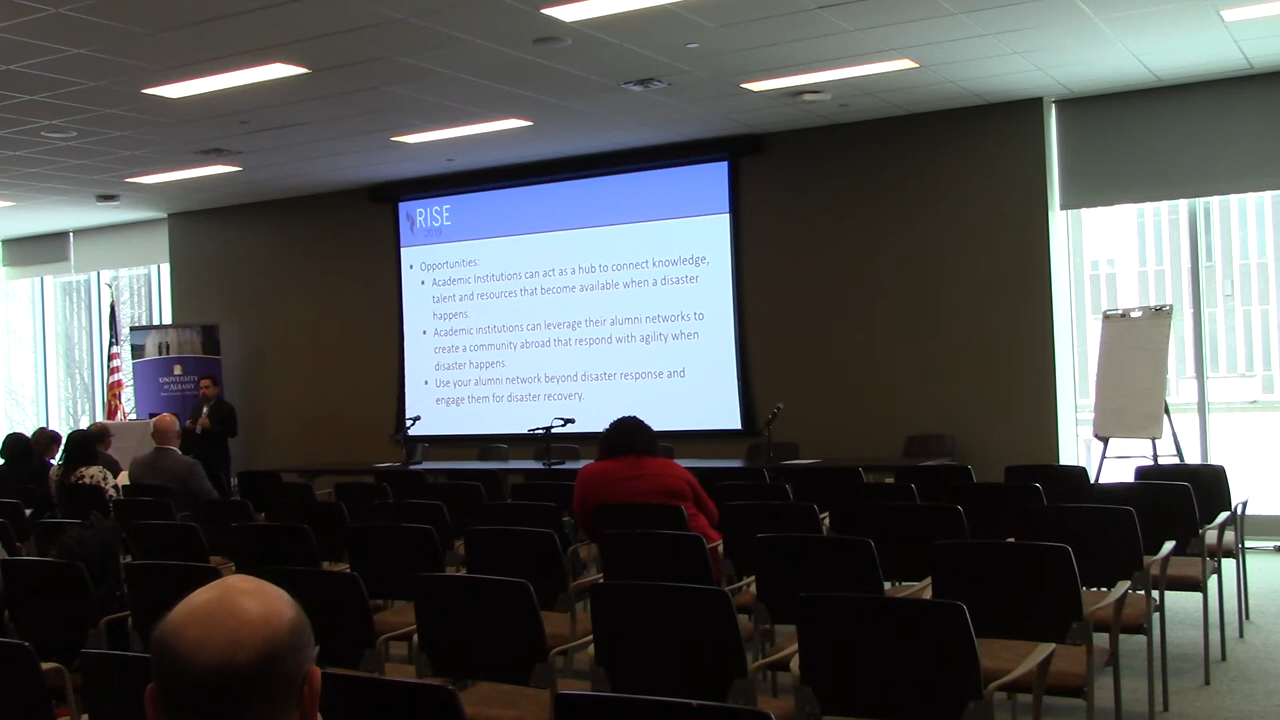 RISE
2019
▪ Opportunities:
▪ Academic Institutions can act as a hub to connect knowledge,
talent and resources that become available when a disaster
happens.
▪ Academic institutions can leverage their alumni networks to
create a community abroad that respond with agility when
disaster happens.
▪ Use your alumni network beyond disaster response and
engage them for disaster recovery.
UNIVERSITY
AT ALBANY